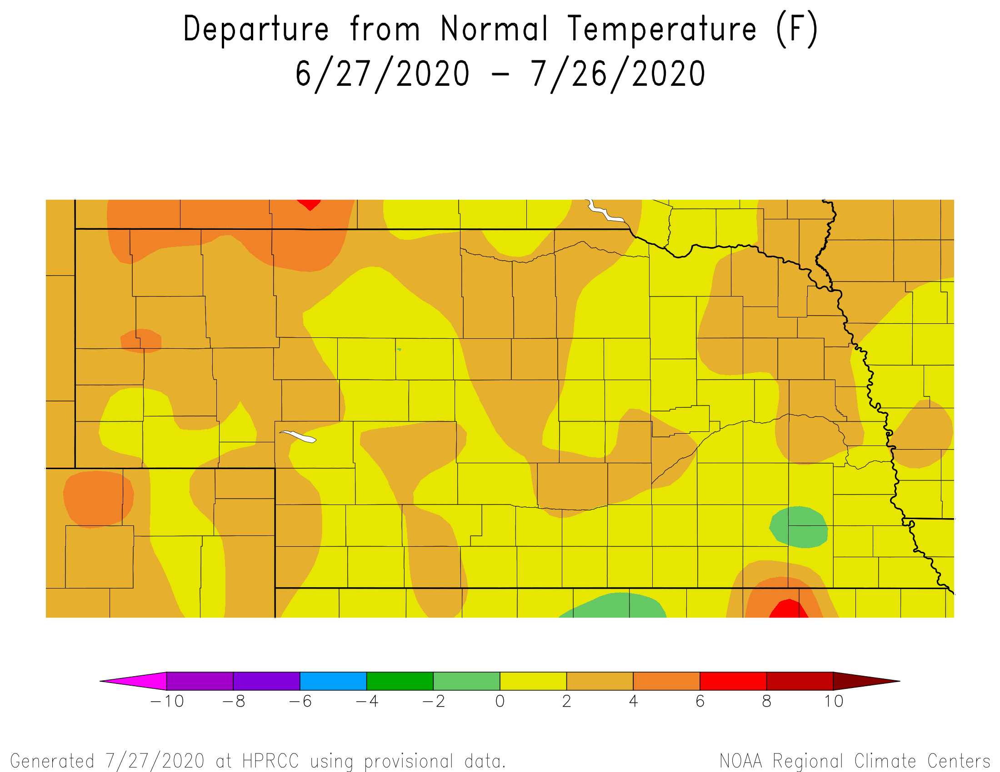 Departure from Normal Temperature (F)
6/27/2020 – 7/26/2020
-10 -8 -6 -4 -2 0 2 4 6 8 10
Generated 7/27/2020 at HPRCC using provisional data. NOAA Regional Climate Centers